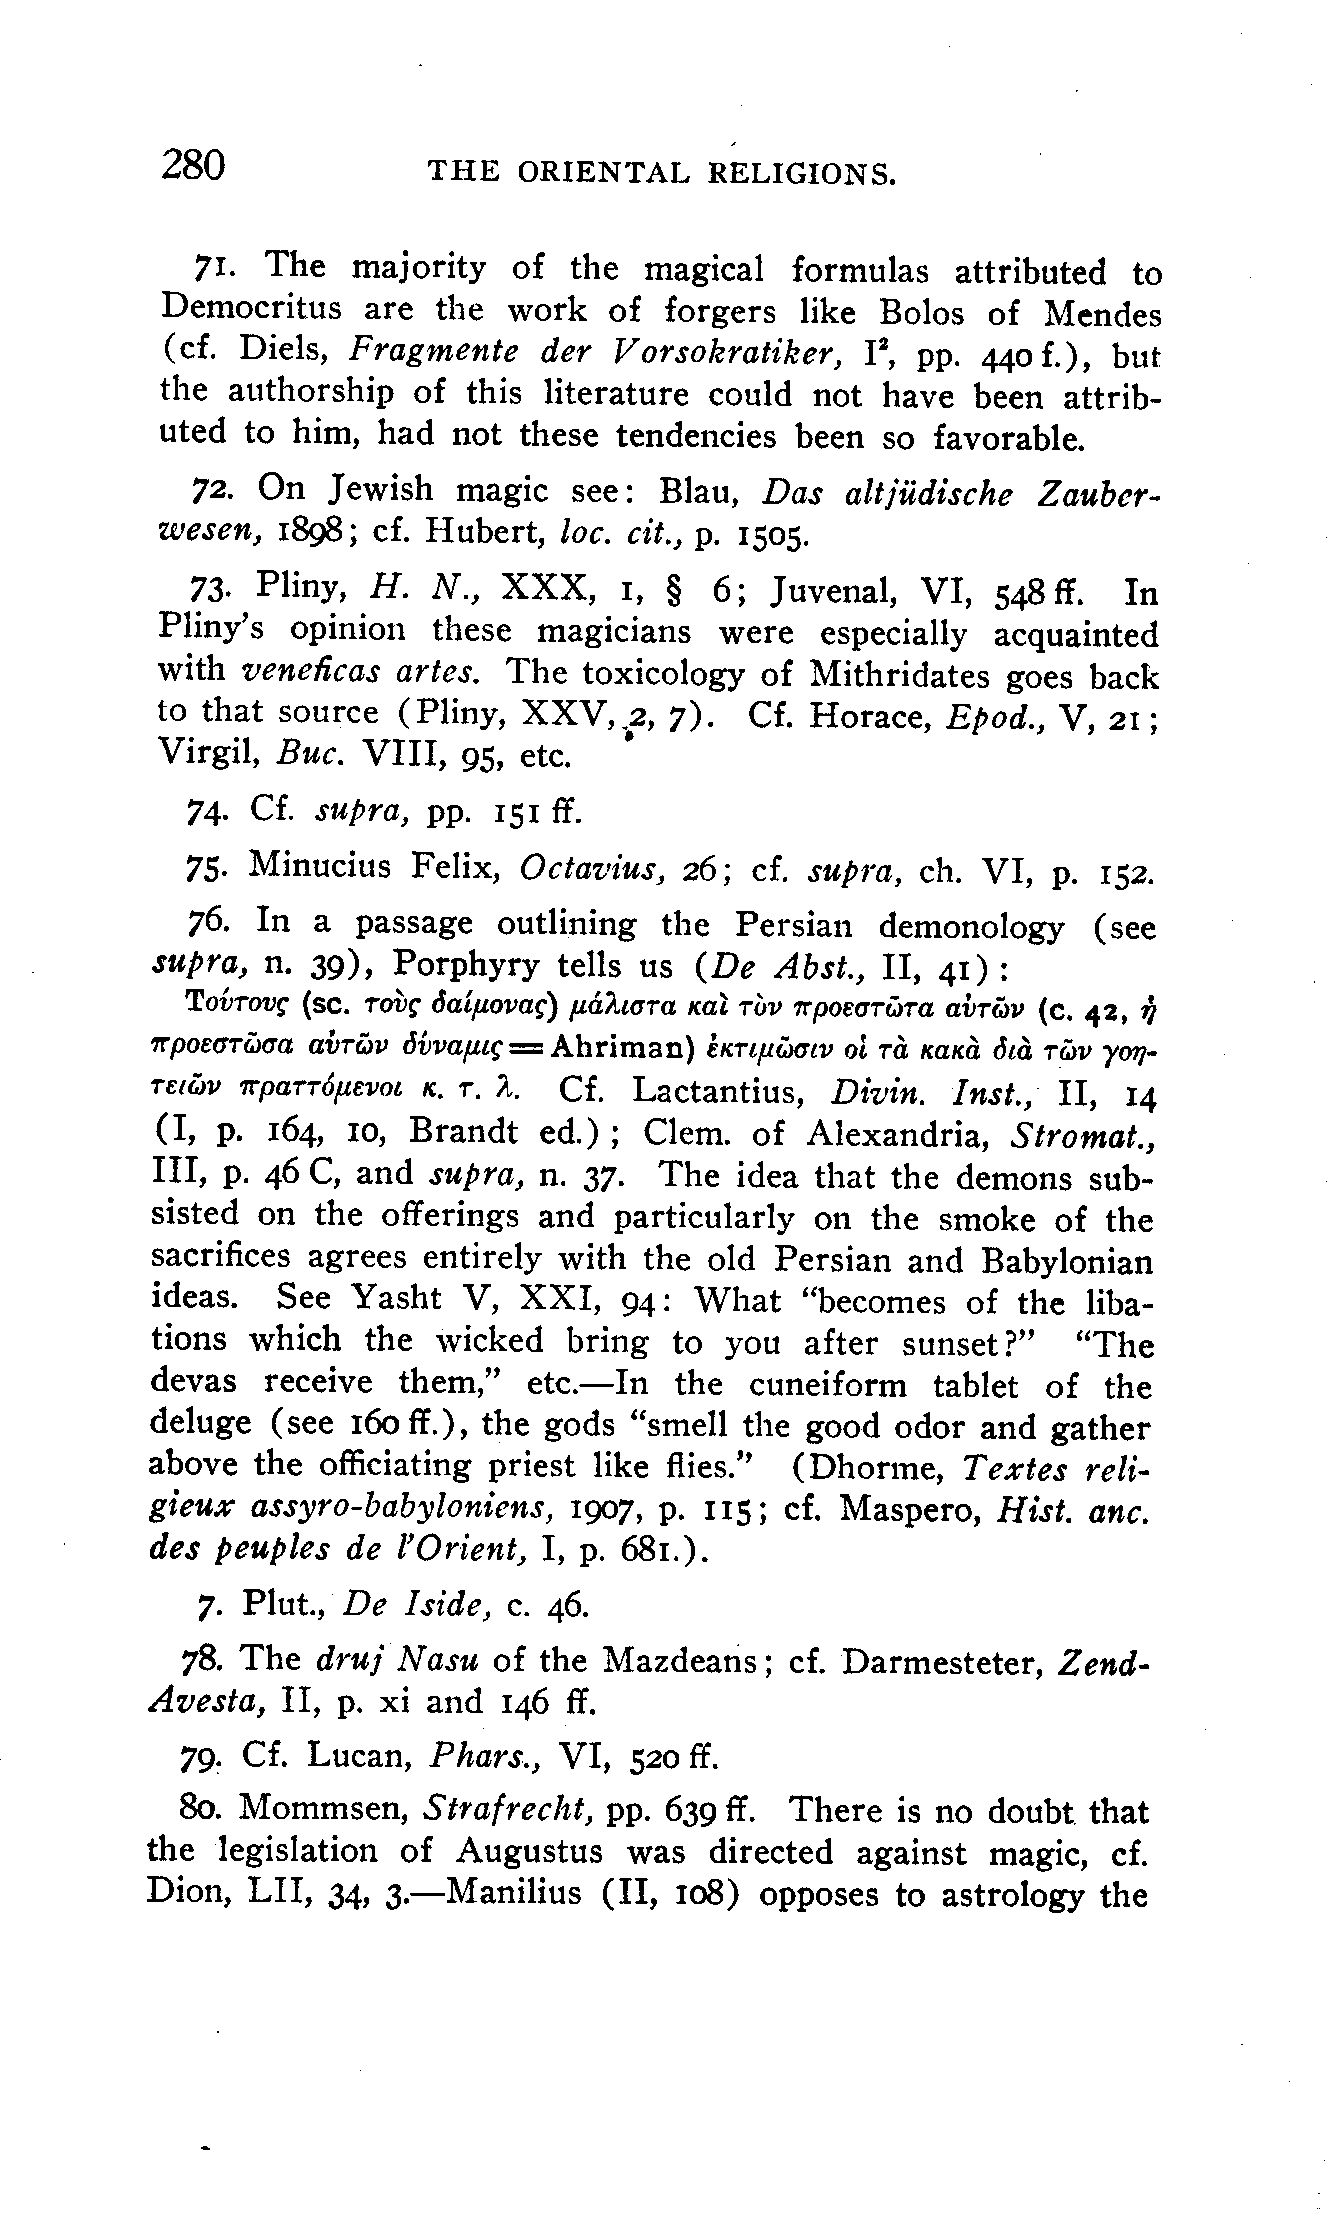 280
THE ORIENTAL RELIGIONS.
71. The majority of the magical formulas attributed to
Democritus are the work of forgers like Bolos of Mendes
(cf. Diels, Fragmente der Vorsokratiker, I², pp. 440 f.), but
the authorship of this literature could not have been attrib-
uted to him, had not these tendencies been so favorable.
72. On Jewish magic see: Blau, Das altjüdische Zauber-
wesen, 1898; cf. Hubert, loc. cit., p. 1505.
73. Pliny, H. N., XXX, 1, § 6; Juvenal, VI, 548 ff. In
Pliny's opinion these magicians were especially acquainted
with veneficas artes. The toxicology of Mithridates goes back
to that source (Pliny, XXV, 2, 7). Cf. Horace, Epod., V, 21;
Virgil, Buc. VIII, 95, etc.
74. Cf. supra, pp. 151 ff.
75. Minucius Felix, Octavius, 26; cf. supra, ch. VI, p. 152.
76. In a passage outlining the Persian demonology (see
supra, n. 39), Porphyry tells us (De Abst., II, 41):
Τούτους (sc. τοὺς δαίμονας) μάλιστα καὶ τὸν προεστῶτα αὐτῶν (c. 42, ἡ
προεστῶσα αὐτῶν δύναμις = Ahriman) ἐκτιμῶσιν οἱ τὰ κακὰ διὰ τῶν γοη-
τειῶν πραττόμενοι κ. τ. λ. Cf. Lactantius, Divin. Inst., II, 14
(I, p. 164, 10, Brandt ed.); Clem. of Alexandria, Stromat.,
III, p. 46 C, and supra, n. 37. The idea that the demons sub-
sisted on the offerings and particularly on the smoke of the
sacrifices agrees entirely with the old Persian and Babylonian
ideas. See Yasht V, XXI, 94: What "becomes of the liba-
tions which the wicked bring to you after sunset?" "The
devas receive them," etc.—In the cuneiform tablet of the
deluge (see 160 ff.), the gods "smell the good odor and gather
above the officiating priest like flies." (Dhorme, Textes reli-
gieux assyro-babyloniens, 1907, p. 115; cf. Maspero, Hist. anc.
des peuples de l'Orient, I, p. 681.).
7. Plut., De Iside, c. 46.
78. The druj Nasu of the Mazdeans; cf. Darmesteter, Zend-
Avesta, II, p. xi and 146 ff.
79. Cf. Lucan, Phars., VI, 520 ff.
80. Mommsen, Strafrecht, pp. 639 ff. There is no doubt that
the legislation of Augustus was directed against magic, cf.
Dion, LII, 34, 3.—Manilius (II, 108) opposes to astrology the